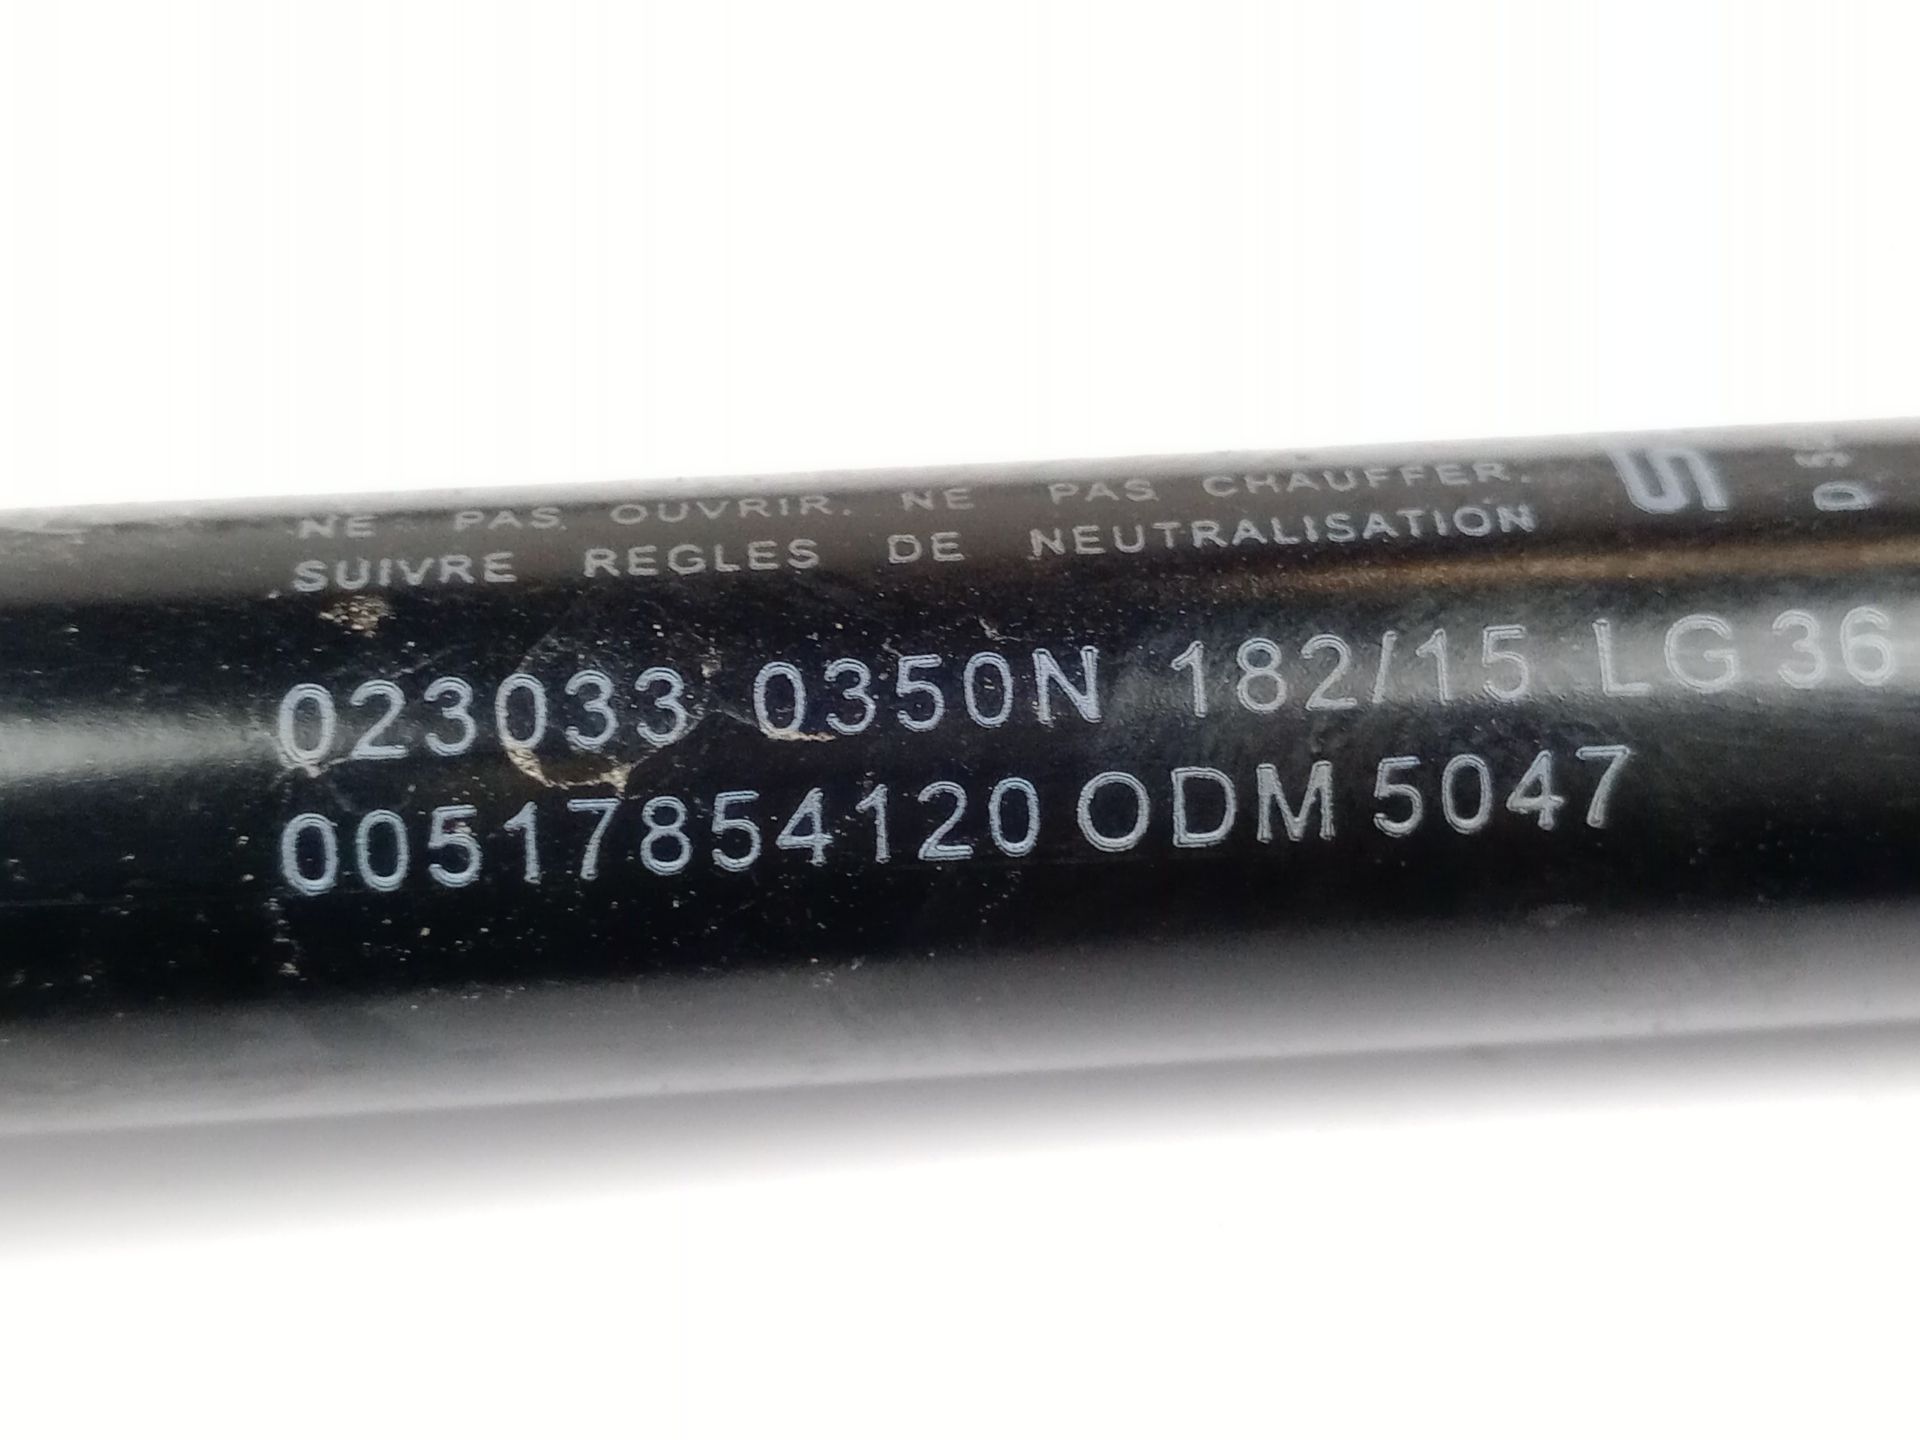 NE PAS OUVRIR. NE PAS CHAUFFER.
SUIVRE REGLES DE NEUTRALISATION
023033 0350N 182/15 LG 36
00517854120 ODM 5047